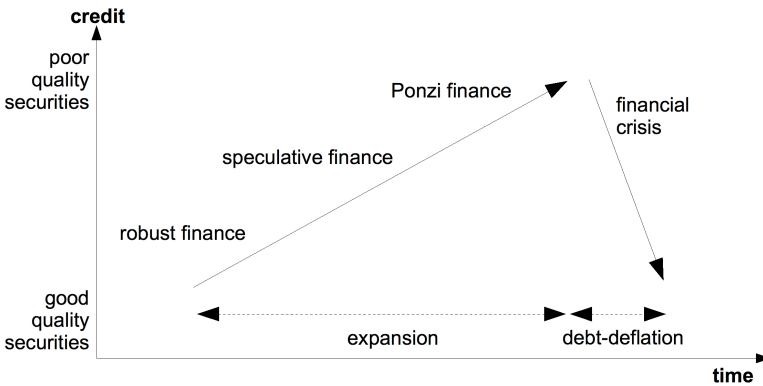 credit
poor
quality
securities
Ponzi finance
financial
crisis
speculative finance
robust finance
good
quality
securities
expansion
debt-deflation
time